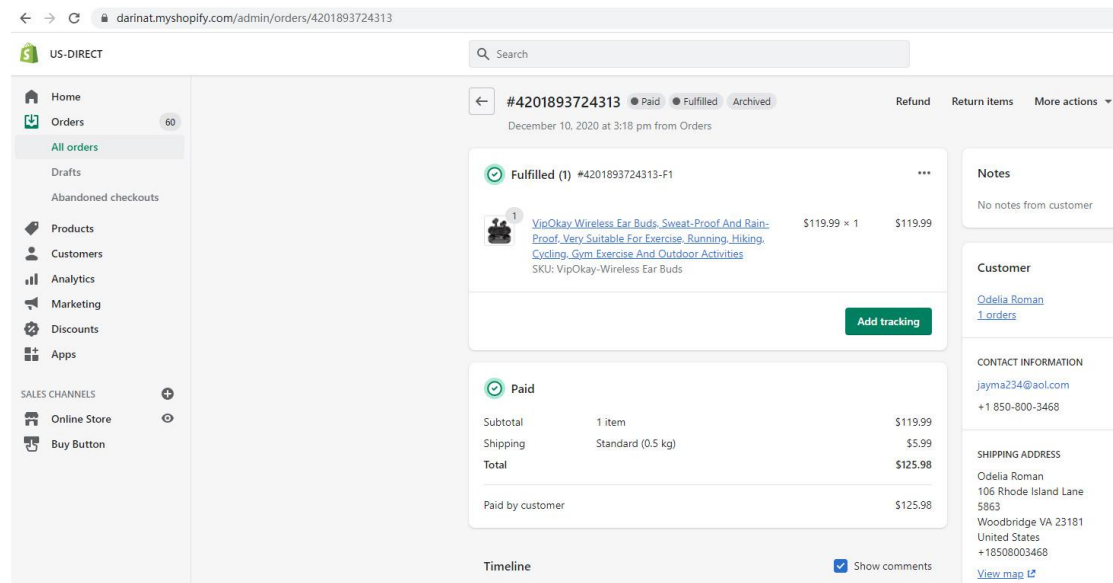 darinat.myshopify.com/admin/orders/4201893724313
US-DIRECT
Search
Home
Orders 60
All orders
Drafts
Abandoned checkouts
Products
Customers
Analytics
Marketing
Discounts
Apps
SALES CHANNELS
Online Store
Buy Button
#4201893724313 Paid Fulfilled Archived
Refund Return items More actions
December 10, 2020 at 3:18 pm from Orders
Fulfilled (1) #4201893724313-F1
1
VipOkay Wireless Ear Buds, Sweat-Proof And Rain- $119.99 × 1 $119.99
Proof, Very Suitable For Exercise, Running, Hiking,
Cycling, Gym Exercise And Outdoor Activities
SKU: VipOkay-Wireless Ear Buds
Add tracking
Paid
Subtotal 1 item $119.99
Shipping Standard (0.5 kg) $5.99
Total $125.98
Paid by customer $125.98
Timeline Show comments
Notes
No notes from customer
Customer
Odelia Roman
1 orders
CONTACT INFORMATION
jayma234@aol.com
+1 850-800-3468
SHIPPING ADDRESS
Odelia Roman
106 Rhode Island Lane
5863
Woodbridge VA 23181
United States
+18508003468
View map